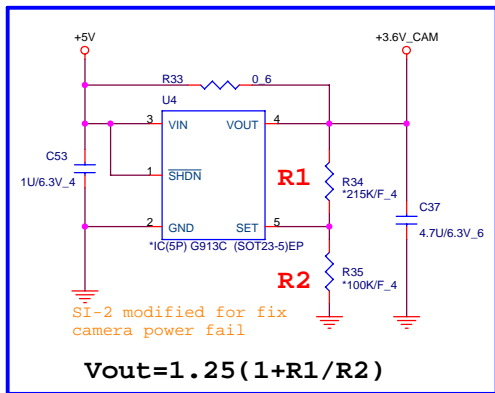 +5V
+3.6V_CAM
R33
0_6
U4
3
VIN
VOUT
4
C53
1U/6.3V_4
1
SHDN
R1
R34
*215K/F_4
C37
4.7U/6.3V_6
2
GND
SET
5
*IC(5P) G913C (SOT23-5)EP
R2
R35
*100K/F_4
SI-2 modified for fix
camera power fail
Vout=1.25(1+R1/R2)